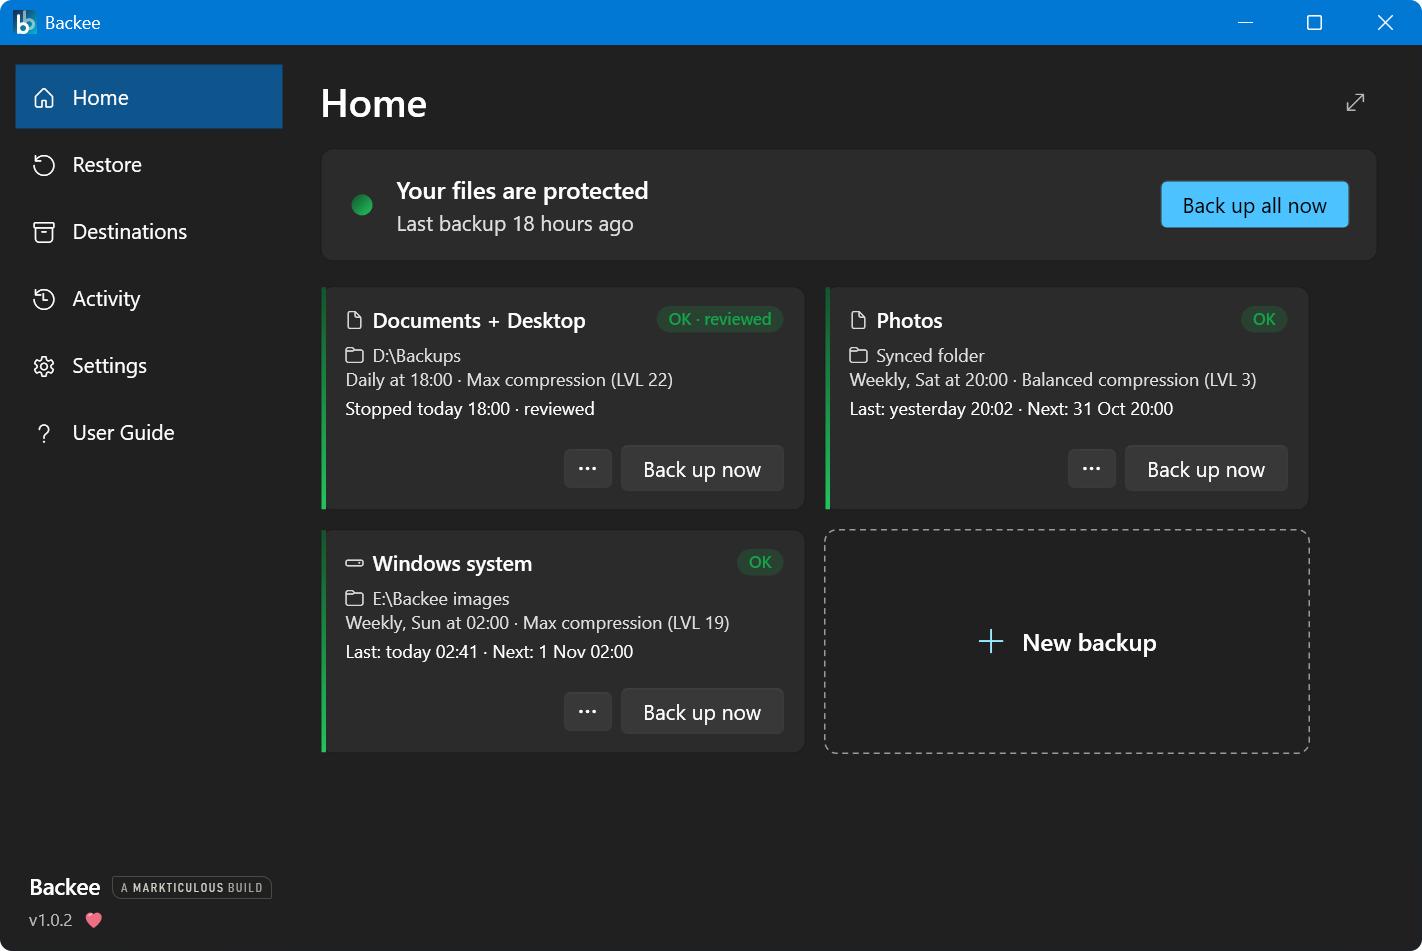 Backee
Home
Restore
Destinations
Activity
Settings
User Guide
Home
Your files are protected
Last backup 18 hours ago
Back up all now
Documents + Desktop
OK · reviewed
D:\Backups
Daily at 18:00 · Max compression (LVL 22)
Stopped today 18:00 · reviewed
Back up now
Photos
OK
Synced folder
Weekly, Sat at 20:00 · Balanced compression (LVL 3)
Last: yesterday 20:02 · Next: 31 Oct 20:00
Back up now
Windows system
OK
E:\Backee images
Weekly, Sun at 02:00 · Max compression (LVL 19)
Last: today 02:41 · Next: 1 Nov 02:00
Back up now
New backup
Backee
A MARKTICULOUS BUILD
v1.0.2